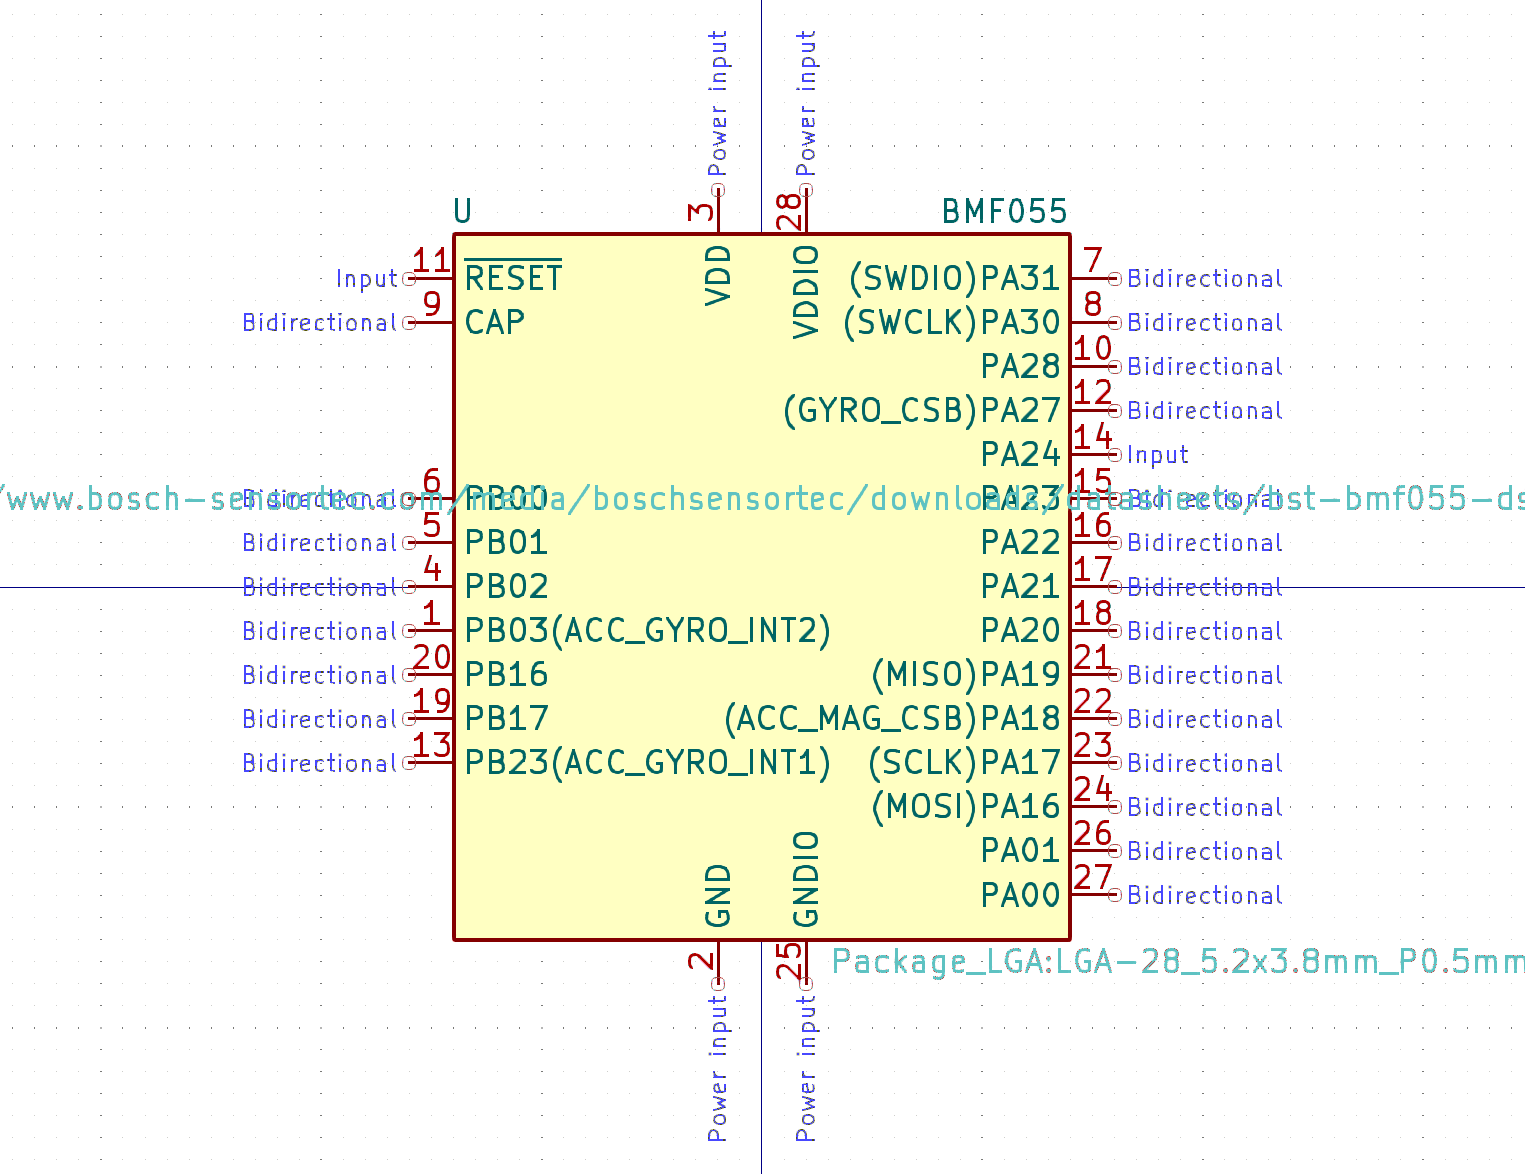 Power input
Power input
3
28
U
BMF055
VDD
VDDIO
Input 11 RESET
(SWDIO)PA31 7 Bidirectional
Bidirectional 9 CAP
(SWCLK)PA30 8 Bidirectional
PA28 10 Bidirectional
(GYRO_CSB)PA27 12 Bidirectional
PA24 14 Input
Bidirectional 6 PB00
PA23 15 Bidirectional
/www.bosch-sensortec.com/media/boschsensortec/downloads/datasheets/bst-bmf055-ds
Bidirectional 5 PB01
PA22 16 Bidirectional
Bidirectional 4 PB02
PA21 17 Bidirectional
Bidirectional 1 PB03(ACC_GYRO_INT2)
PA20 18 Bidirectional
Bidirectional 20 PB16
(MISO)PA19 21 Bidirectional
Bidirectional 19 PB17
(ACC_MAG_CSB)PA18 22 Bidirectional
Bidirectional 13 PB23(ACC_GYRO_INT1)
(SCLK)PA17 23 Bidirectional
(MOSI)PA16 24 Bidirectional
PA01 26 Bidirectional
PA00 27 Bidirectional
GND
GNDIO
2
25
Package_LGA:LGA-28_5.2x3.8mm_P0.5mm
Power input
Power input